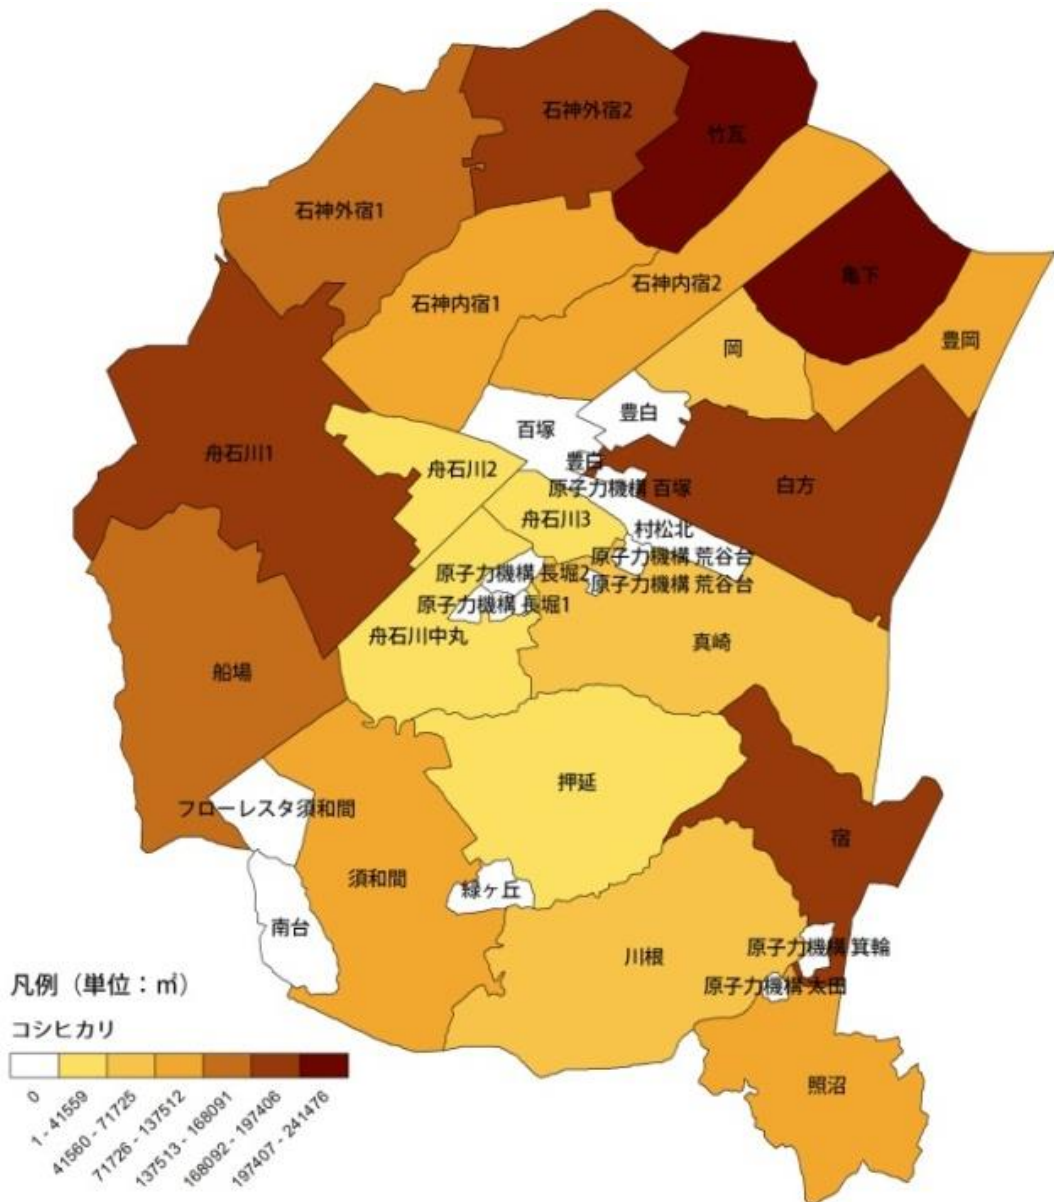 石神外宿2
竹瓦
石神外宿1
石神内宿2
亀下
石神内宿1
豊岡
岡
豊白
百塚
舟石川1
豊白
舟石川2
原子力機構 百塚
白方
舟石川3
村松北
原子力機構 荒谷台
原子力機構 長堀2
原子力機構 荒谷台
原子力機構 長堀1
舟石川中丸
真崎
船場
押延
フローレスタ須和間
宿
須和間
緑ヶ丘
南台
原子力機構 箕輪
川根
原子力機構 太田
照沼
凡例（単位：㎡）
コシヒカリ
0
1 - 41559
41560 - 71725
71726 - 137512
137513 - 168091
168092 - 197406
197407 - 241476